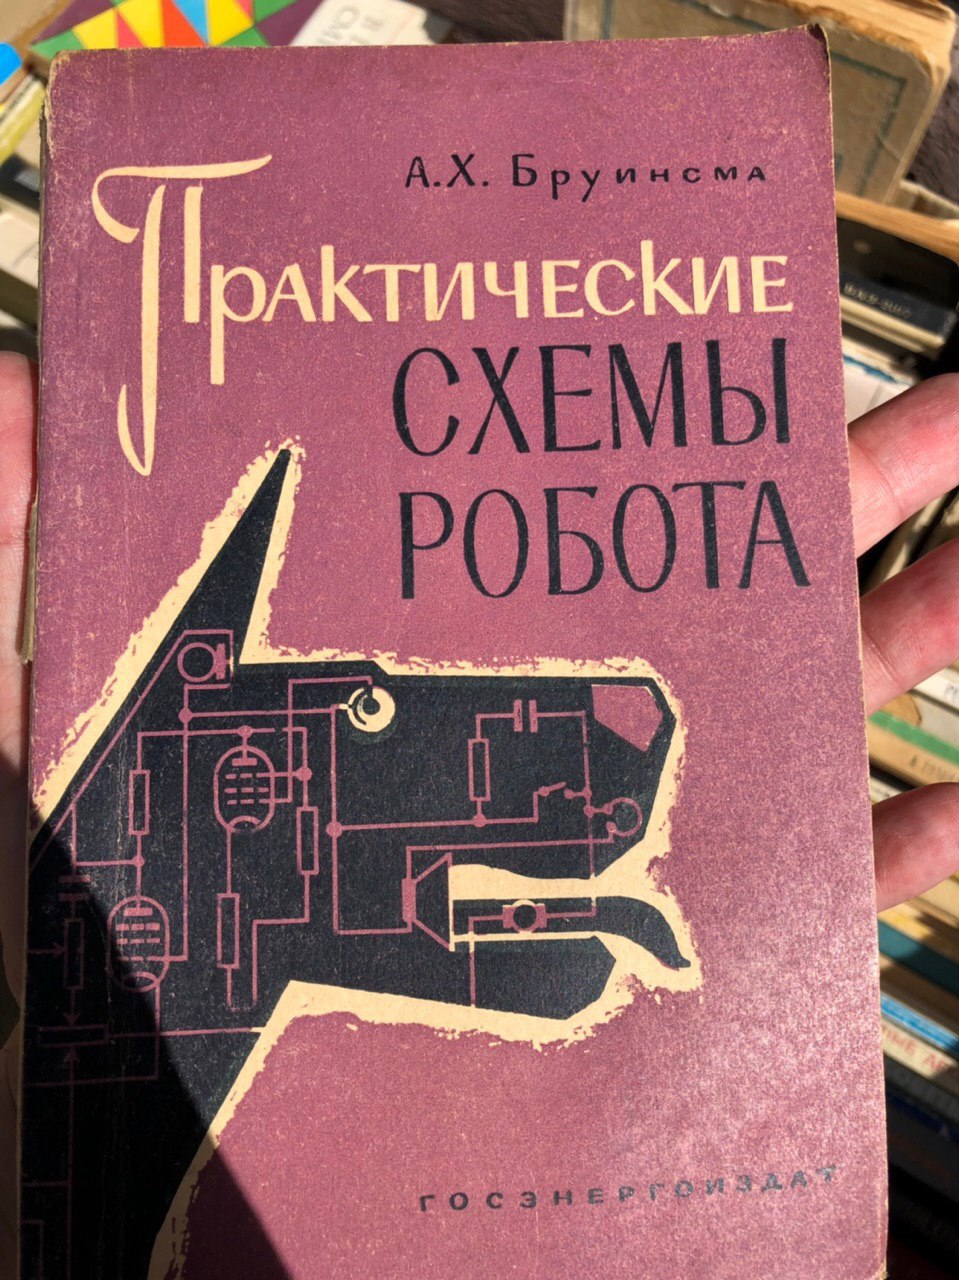 А.Х. Бруинсма
Практические
СХЕМЫ
РОБОТА
ГОСЭНЕРГОИЗДАТ